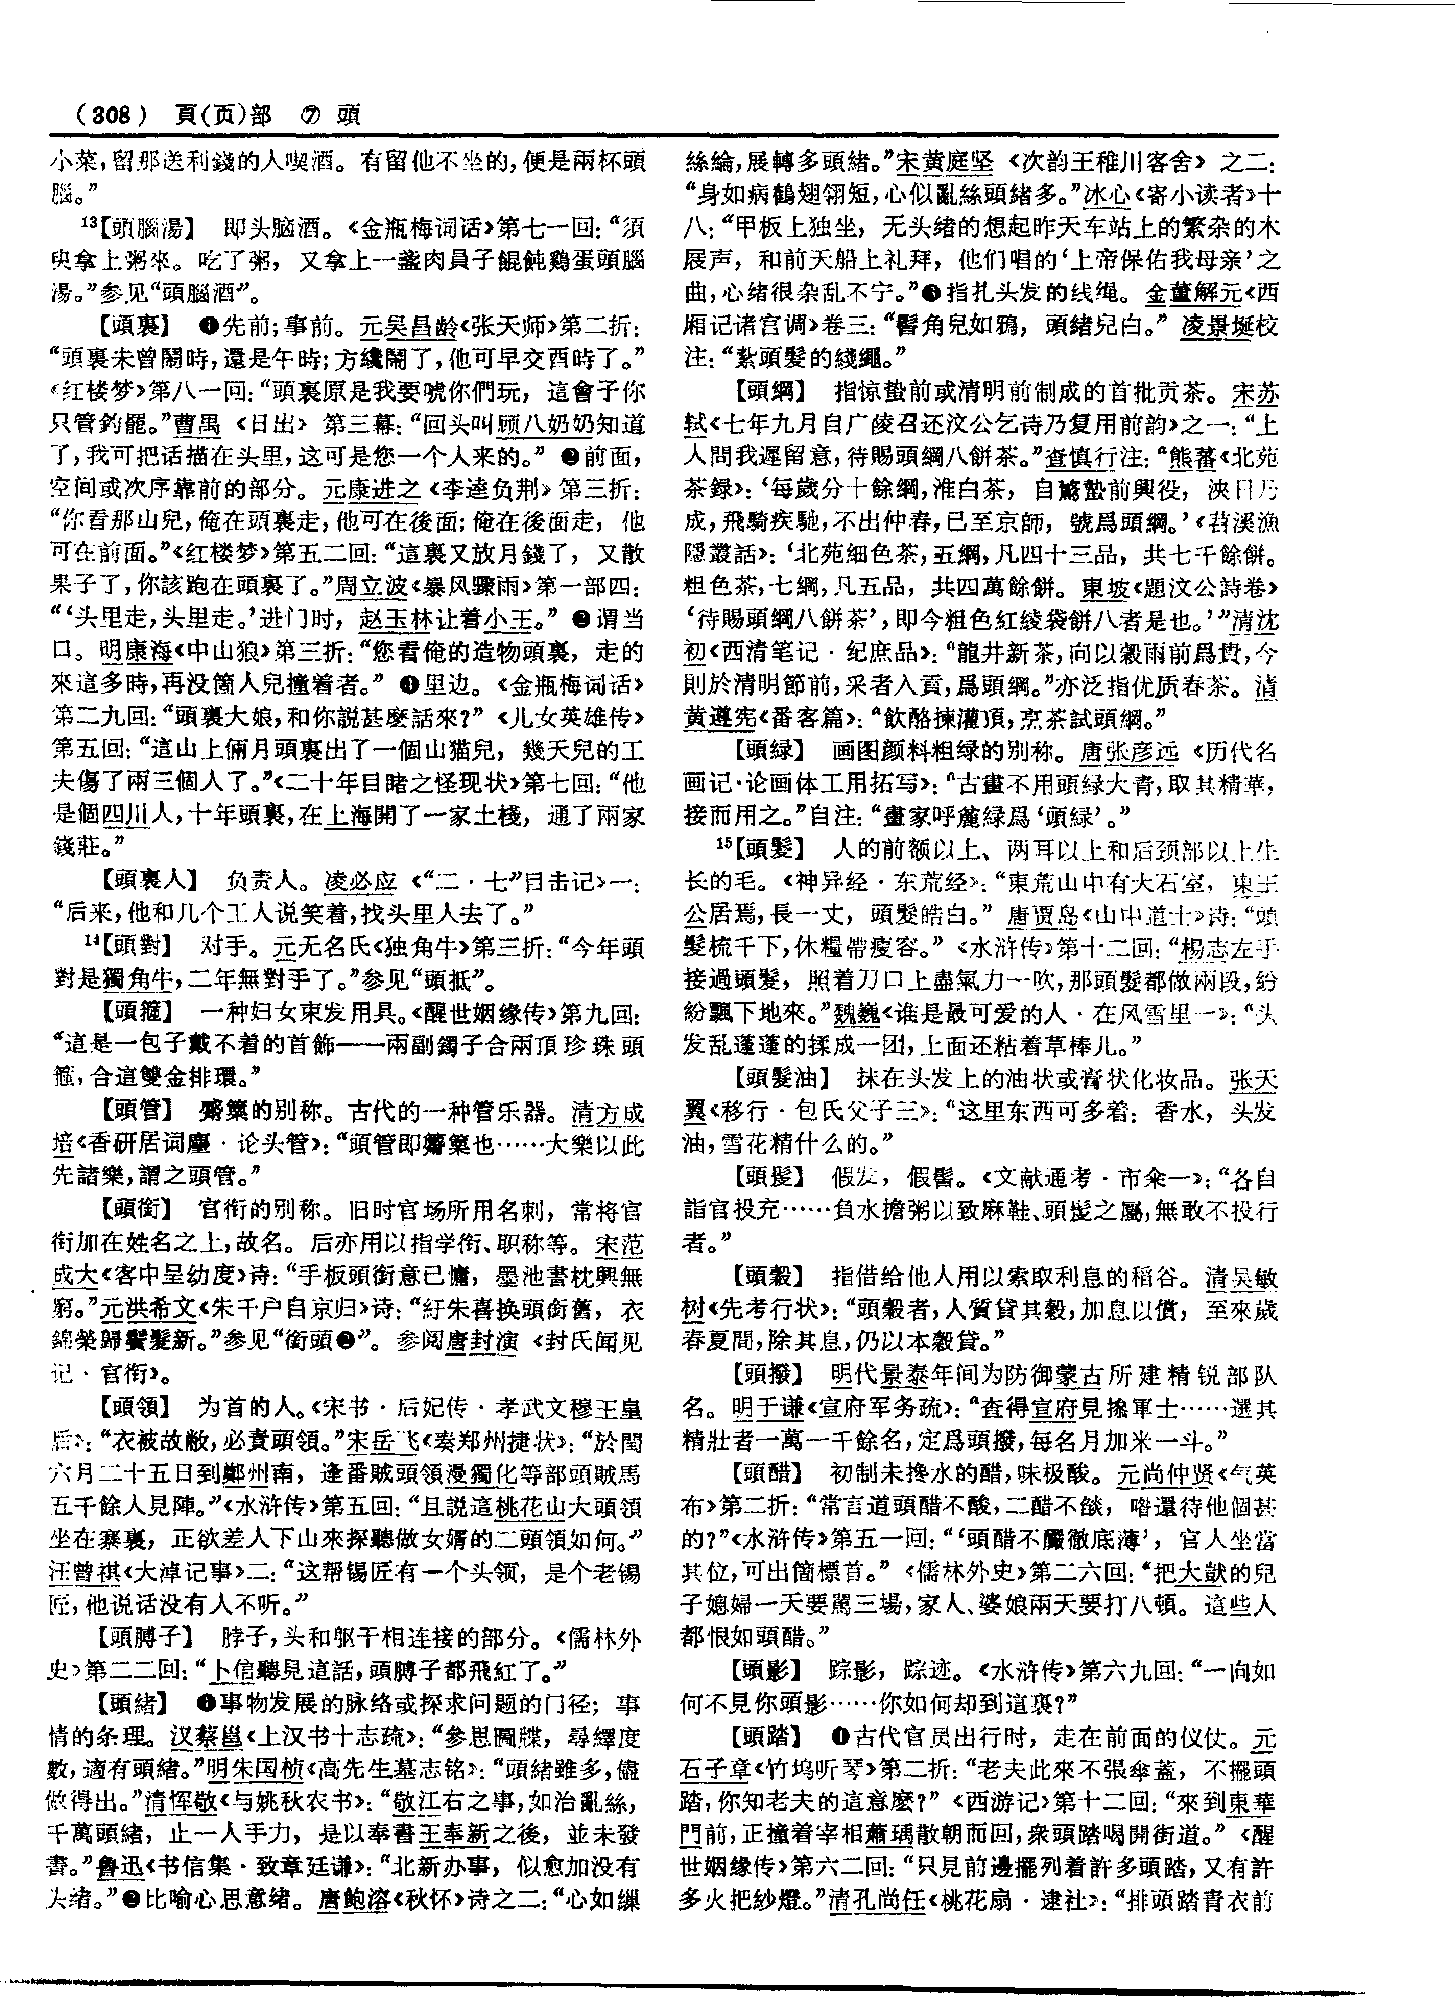 (308) 頁(页)部 ⑦ 頭
小菜，留那送利錢的人喫酒。有留他不坐的，便是兩杯頭
腦。”
13【頭腦湯】 即头脑酒。《金瓶梅词话》第七一回：“須
臾拿上粥來。吃了粥，又拿上一盞肉員子餛飩鷄蛋頭腦
湯。”参见“頭腦酒”。
【頭裏】 ❶先前；事前。元吴昌龄《张天师》第二折：
“頭裏未曾鬧時，還是午時；方纔鬧了，他可早交酉時了。”
《红楼梦》第八一回：“頭裏原是我要唬你們玩，這會子你
只管釣罷。”曹禺《日出》第三幕：“回头叫顾八奶奶知道
了，我可把话描在头里，这可是您一个人来的。” ❷前面，
空间或次序靠前的部分。元康进之《李逵负荆》第三折：
“你看那山兒，俺在頭裏走，他可在後面；俺在後面走，他
可在前面。”《红楼梦》第五二回：“這裏又放月錢了，又散
果子了，你該跑在頭裏了。”周立波《暴风骤雨》第一部四：
“‘头里走，头里走。’进门时，赵玉林让着小王。” ❸谓当
口。明康海《中山狼》第三折：“您看俺的造物頭裏，走的
來這多時，再没箇人兒撞着者。” ❹里边。《金瓶梅词话》
第二九回：“頭裏大娘，和你説甚麽話來？”《儿女英雄传》
第五回：“這山上倆月頭裏出了一個山猫兒，幾天兒的工
夫傷了兩三個人了。”《二十年目睹之怪现状》第七回：“他
是個四川人，十年頭裏，在上海開了一家土棧，通了兩家
錢莊。”
【頭裏人】 负责人。凌必应《“二·七”目击记》一：
“后来，他和几个工人说笑着，找头里人去了。”
14【頭對】 对手。元无名氏《独角牛》第三折：“今年頭
對是獨角牛，二年無對手了。”参见“頭抵”。
【頭箍】 一种妇女束发用具。《醒世姻缘传》第九回：
“這是一包子戴不着的首飾——兩副鐲子合兩頂珍珠頭
箍，合這雙金排環。”
【頭管】 觱篥的别称。古代的一种管乐器。清方成
培《香研居词麈·论头管》：“頭管即觱篥也……大樂以此
先諸樂，謂之頭管。”
【頭銜】 官衔的别称。旧时官场所用名刺，常将官
衔加在姓名之上，故名。后亦用以指学衔、职称等。宋范
成大《客中呈幼度》诗：“手板頭銜意已慵，墨池書枕興無
窮。”元洪希文《朱千户自京归》诗：“紆朱喜换頭銜舊，衣
錦榮歸鬢髮新。”参见“銜頭❷”。参阅唐封演《封氏闻见
记·官衔》。
【頭領】 为首的人。《宋书·后妃传·孝武文穆王皇
后》：“衣被故敝，必責頭領。”宋岳飞《奏郑州捷状》：“於閏
六月二十五日到鄭州南，逢番賊頭領漫獨化等部頭賊馬
五千餘人見陣。”《水浒传》第五回：“且説這桃花山大頭領
坐在寨裏，正欲差人下山來探聽做女婿的二頭領如何。”
汪曾祺《大淖记事》二：“这帮锡匠有一个头领，是个老锡
匠，他说话没有人不听。”
【頭膊子】 脖子，头和躯干相连接的部分。《儒林外
史》第二二回：“卜信聽見這話，頭膊子都飛紅了。”
【頭緒】 ❶事物发展的脉络或探求问题的门径；事
情的条理。汉蔡邕《上汉书十志疏》：“參思圖牒，尋繹度
數，適有頭緒。”明朱国桢《高先生墓志铭》：“頭緒雖多，儘
做得出。”清恽敬《与姚秋农书》：“敬江右之事，如治亂絲，
千萬頭緒，止一人手力，是以奉書王奉新之後，並未發
書。”鲁迅《书信集·致章廷谦》：“北新办事，似愈加没有
头绪。”❷比喻心思意绪。唐鲍溶《秋怀》诗之二：“心如繅
絲綸，展轉多頭緒。”宋黄庭坚《次韵王稚川客舍》之二：
“身如病鶴翅翎短，心似亂絲頭緒多。”冰心《寄小读者》十
八：“甲板上独坐，无头绪的想起昨天车站上的繁杂的木
屐声，和前天船上礼拜，他们唱的‘上帝保佑我母亲’之
曲，心绪很杂乱不宁。”❸指扎头发的线绳。金董解元《西
厢记诸宫调》卷三：“髻角兒如鴉，頭緒兒白。”凌景埏校
注：“紮頭髮的綫繩。”
【頭綱】 指惊蛰前或清明前制成的首批贡茶。宋苏
轼《七年九月自广陵召还汶公乞诗乃复用前韵》之一：“上
人問我遲留意，待賜頭綱八餅茶。”查慎行注：“熊蕃《北苑
茶録》：‘每歲分十餘綱，淮白茶，自驚蟄前興役，浹日乃
成，飛騎疾馳，不出仲春，已至京師，號爲頭綱。’《苕溪漁
隱叢話》：‘北苑細色茶，五綱，凡四十三品，共七千餘餅。
粗色茶，七綱，凡五品，共四萬餘餅。東坡《題汶公詩卷》
‘待賜頭綱八餅茶’，即今粗色紅綾袋餅八者是也。’”清沈
初《西清笔记·纪庶品》：“龍井新茶，向以穀雨前爲貴，今
則於清明節前，采者入貢，爲頭綱。”亦泛指优质春茶。清
黄遵宪《番客篇》：“飲酪揀灌頂，烹茶試頭綱。”
【頭緑】 画图颜料粗绿的别称。唐张彦远《历代名
画记·论画体工用拓写》：“古畫不用頭緑大青，取其精華，
接而用之。”自注：“畫家呼麄緑爲‘頭緑’。”
15【頭髮】 人的前额以上、两耳以上和后颈部以上生
长的毛。《神异经·东荒经》：“東荒山中有大石室，東王
公居焉，長一丈，頭髮皓白。”唐贾岛《山中道士》诗：“頭
髮梳千下，休糧帶瘦容。”《水浒传》第十二回：“楊志左手
接過頭髮，照着刀口上盡氣力一吹，那頭髮都做兩段，紛
紛飄下地來。”魏巍《谁是最可爱的人·在风雪里一》：“头
发乱蓬蓬的揉成一团，上面还粘着草棒儿。”
【頭髮油】 抹在头发上的油状或膏状化妆品。张天
翼《移行·包氏父子三》：“这里东西可多着：香水，头发
油，雪花精什么的。”
【頭髲】 假发，假髻。《文献通考·市籴一》：“各自
詣官投充……負水擔粥以致麻鞋、頭髲之屬，無敢不投行
者。”
【頭穀】 指借给他人用以索取利息的稻谷。清吴敏
树《先考行状》：“頭穀者，人質貸其穀，加息以償，至來歲
春夏間，除其息，仍以本穀貸。”
【頭撥】 明代景泰年间为防御蒙古所建精锐部队
名。明于谦《宣府军务疏》：“查得宣府見操軍士……選其
精壯者一萬一千餘名，定爲頭撥，每名月加米一斗。”
【頭醋】 初制未搀水的醋，味极酸。元尚仲贤《气英
布》第二折：“常言道頭醋不酸，二醋不釅，喒還待他個甚
的？”《水浒传》第五一回：“‘頭醋不釅徹底薄’，官人坐當
其位，可出箇標首。”《儒林外史》第二六回：“把大獃的兒
子媳婦一天要駡三場，家人、婆娘兩天要打八頓。這些人
都恨如頭醋。”
【頭影】 踪影，踪迹。《水浒传》第六九回：“一向如
何不見你頭影……你如何却到這裏？”
【頭踏】 ❶古代官员出行时，走在前面的仪仗。元
石子章《竹坞听琴》第二折：“老夫此來不張傘蓋，不擺頭
踏，你知老夫的這意麽？”《西游记》第十二回：“來到東華
門前，正撞着宰相蕭瑀散朝而回，衆頭踏喝開街道。”《醒
世姻缘传》第六二回：“只見前邊擺列着許多頭踏，又有許
多火把紗燈。”清孔尚任《桃花扇·逮社》：“排頭踏青衣前